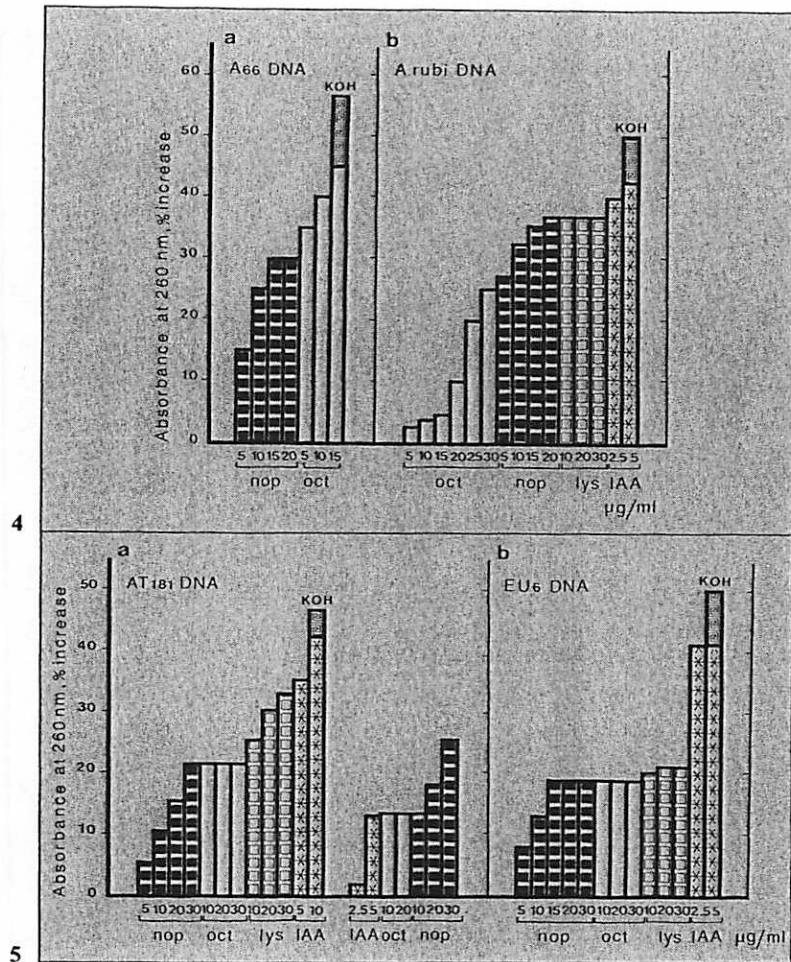 a
b
A66 DNA
A rubi DNA
KOH
KOH
60
50
40
30
20
10
0
Absorbance at 260 nm, % increase
5 10 15 20 5 10 15
nop oct
5 10 15 20 25 30 5 10 15 20 10 20 30 2.5 5
oct nop lys IAA
µg/ml
4
a
b
AT181 DNA
EU6 DNA
KOH
KOH
50
40
30
20
10
0
Absorbance at 260 nm, % increase
5 10 20 30 10 20 30 10 20 30 5 10
nop oct lys IAA
2.5 5 10 20 10 20 30
IAA oct nop
5 10 15 20 30 10 20 30 10 20 30 2.5 5
nop oct lys IAA µg/ml
5